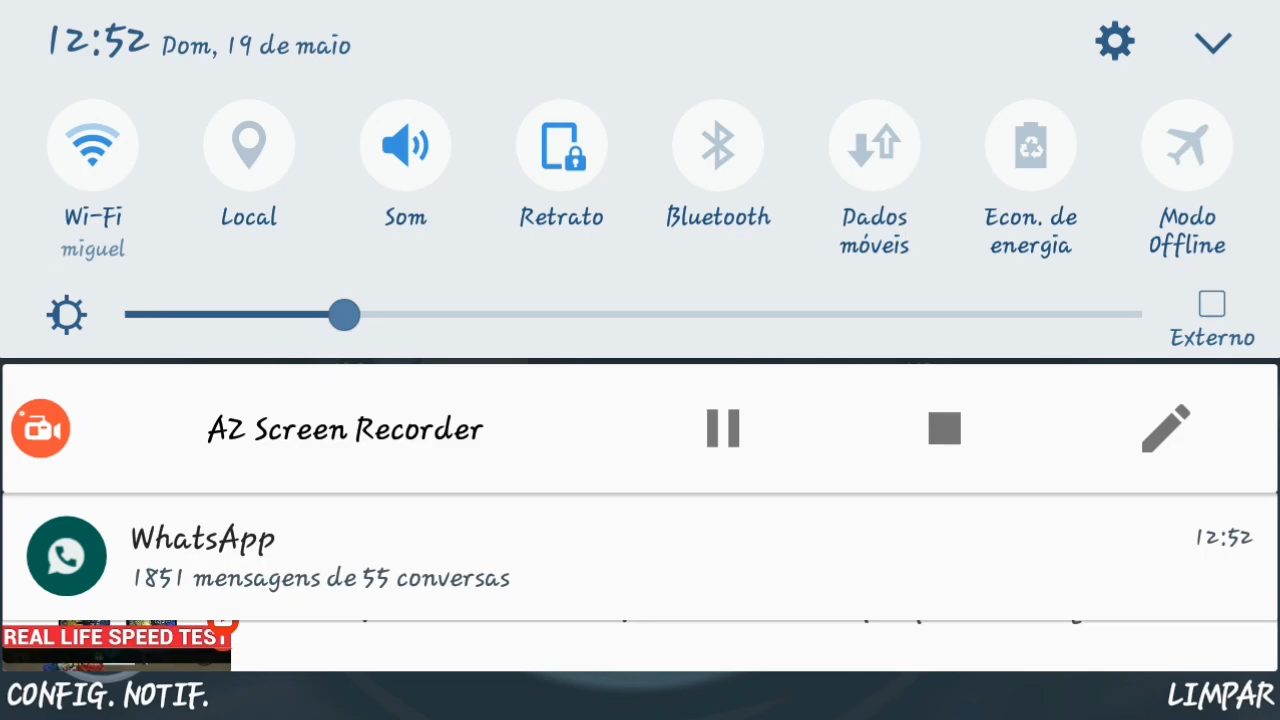 12:52 Dom, 19 de maio
Wi-Fi
miguel
Local
Som
Retrato
Bluetooth
Dados
móveis
Econ. de
energia
Modo
Offline
Externo
AZ Screen Recorder
WhatsApp
12:52
1851 mensagens de 55 conversas
REAL LIFE SPEED TEST
CONFIG. NOTIF.
LIMPAR